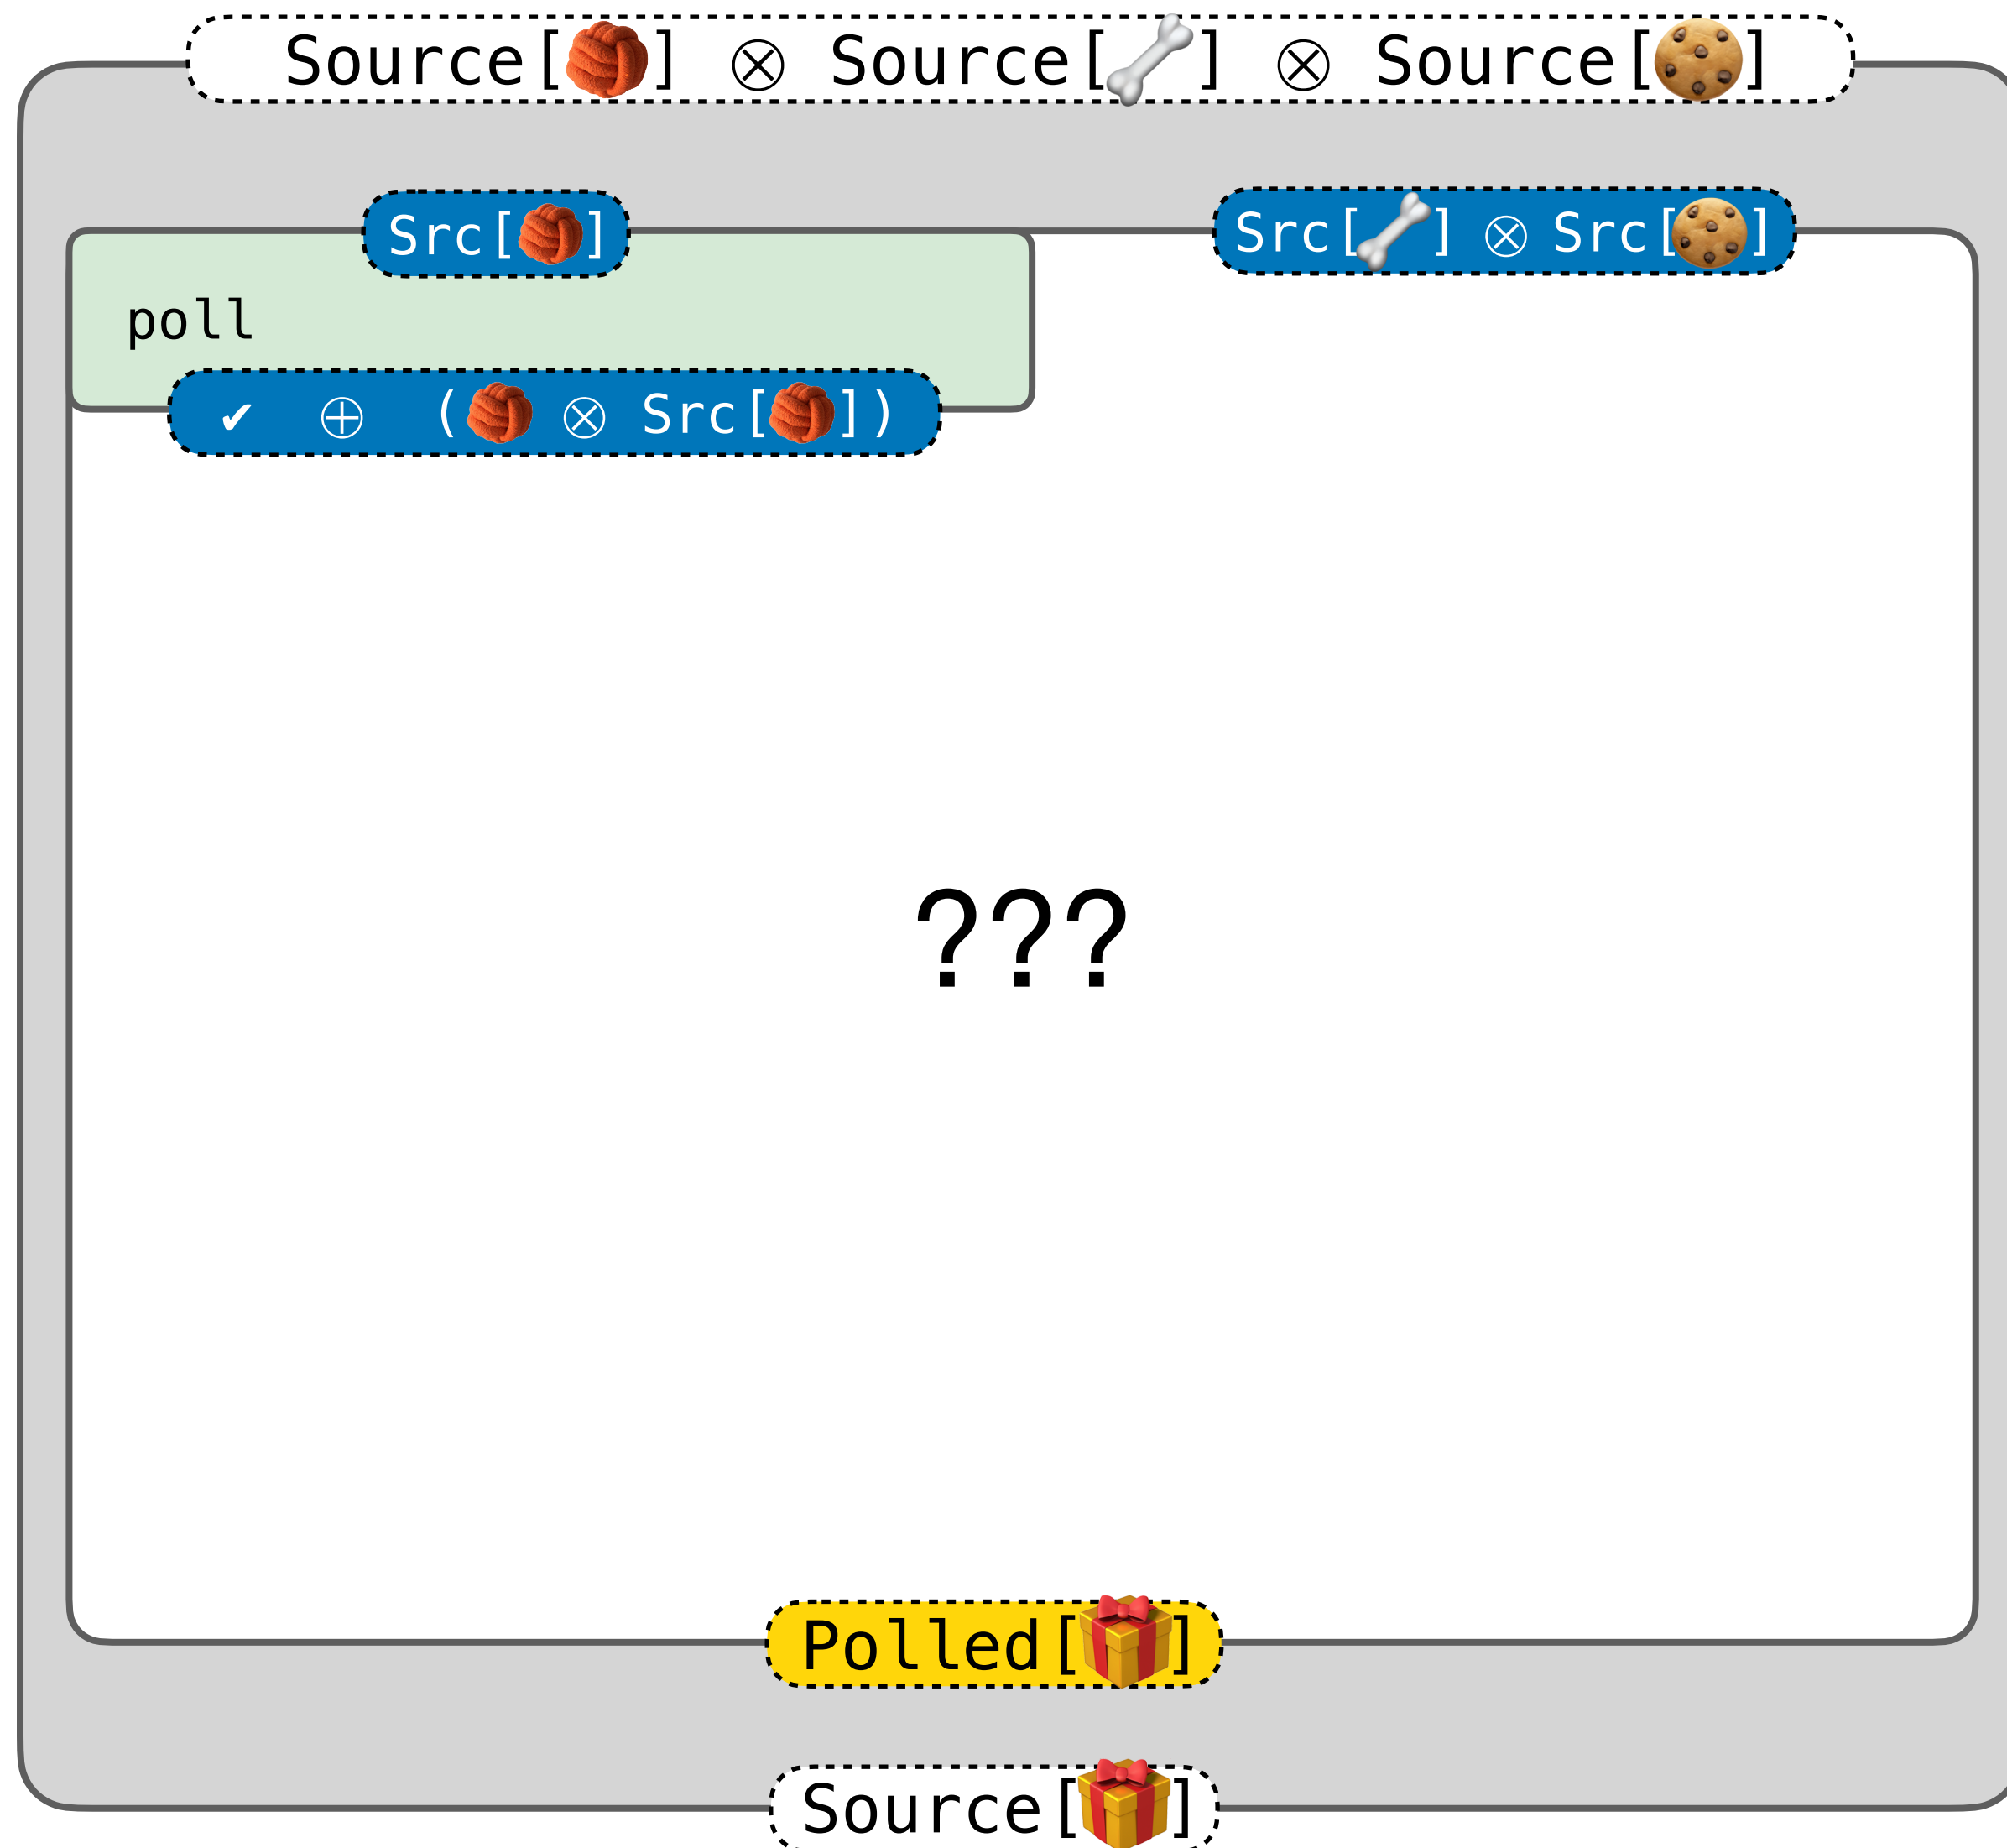 Source[🧶] ⊗ Source[🦴] ⊗ Source[🍪]
Src[🧶] Src[🦴] ⊗ Src[🍪]
poll
✔ ⊕ (🧶 ⊗ Src[🧶])
???
Polled[🎁]
Source[🎁]